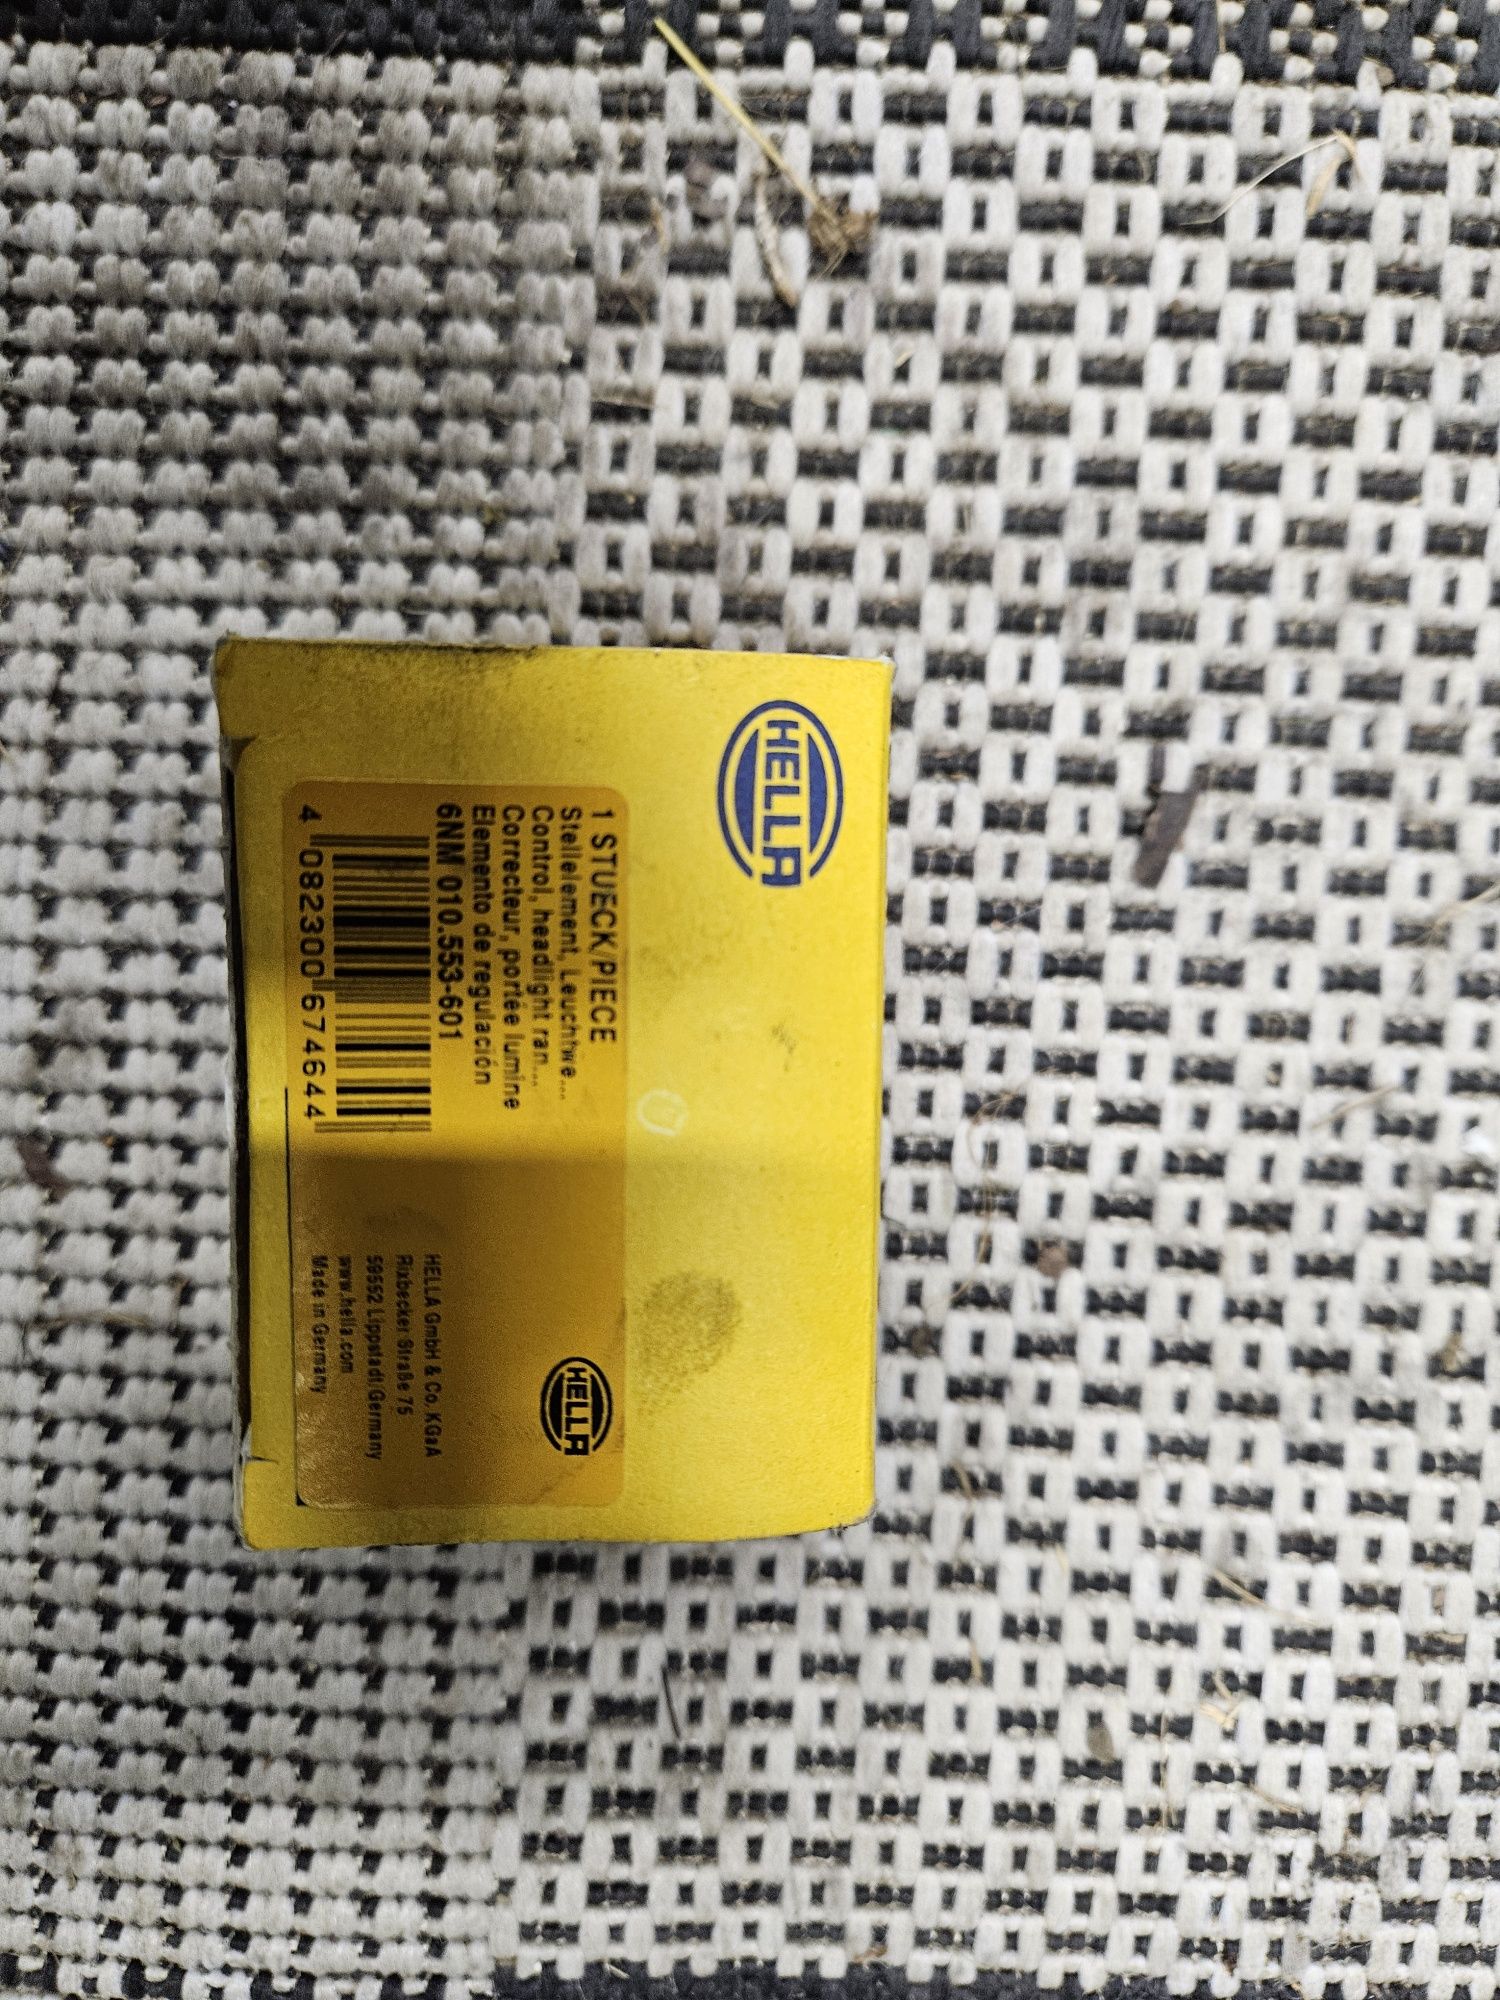 HELLA
1 STUECK/PIECE
Stellelement, Leuchtwe...
Control, headlight ran...
Correcteur, portée lumine
Elemento de regulación
6NM 010.553-601
4 082300 674644
HELLA
HELLA GmbH & Co. KGaA
Rixbecker Straße 75
59552 Lippstadt/Germany
www.hella.com
Made in Germany